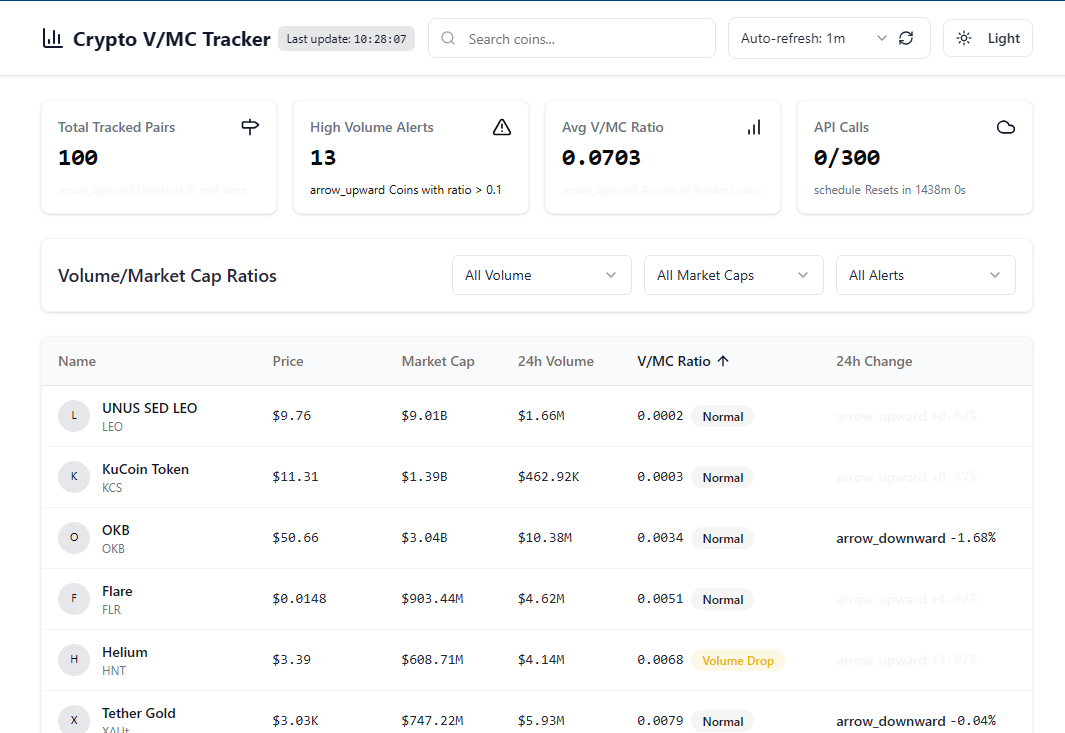 Crypto V/MC Tracker Last update: 10:28:07 Search coins... Auto-refresh: 1m Light
Total Tracked Pairs
100
arrow_upward Updated in real-time
High Volume Alerts
13
arrow_upward Coins with ratio > 0.1
Avg V/MC Ratio
0.0703
arrow_upward Across all tracked pairs
API Calls
0/300
schedule Resets in 1438m 0s
Volume/Market Cap Ratios All Volume All Market Caps All Alerts
Name Price Market Cap 24h Volume V/MC Ratio 24h Change
L UNUS SED LEO
LEO $9.76 $9.01B $1.66M 0.0002 Normal arrow_upward +0.62%
K KuCoin Token
KCS $11.31 $1.39B $462.92K 0.0003 Normal arrow_upward +0.47%
O OKB
OKB $50.66 $3.04B $10.38M 0.0034 Normal arrow_downward -1.68%
F Flare
FLR $0.0148 $903.44M $4.62M 0.0051 Normal arrow_upward +1.92%
H Helium
HNT $3.39 $608.71M $4.14M 0.0068 Volume Drop arrow_upward +3.07%
X Tether Gold
XAUt $3.03K $747.22M $5.93M 0.0079 Normal arrow_downward -0.04%